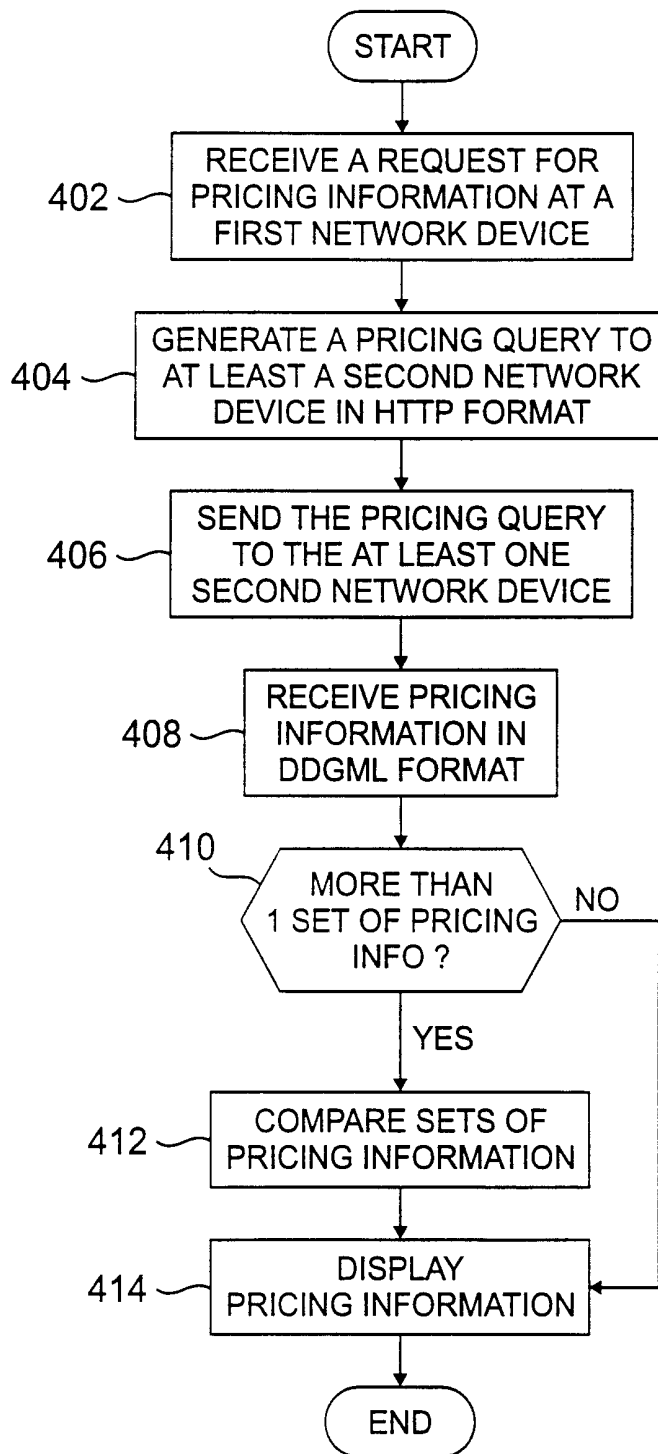 START
402
RECEIVE A REQUEST FOR
PRICING INFORMATION AT A
FIRST NETWORK DEVICE
404
GENERATE A PRICING QUERY TO
AT LEAST A SECOND NETWORK
DEVICE IN HTTP FORMAT
406
SEND THE PRICING QUERY
TO THE AT LEAST ONE
SECOND NETWORK DEVICE
408
RECEIVE PRICING
INFORMATION IN
DDGML FORMAT
410
MORE THAN
1 SET OF PRICING
INFO ?
NO
YES
412
COMPARE SETS OF
PRICING INFORMATION
414
DISPLAY
PRICING INFORMATION
END